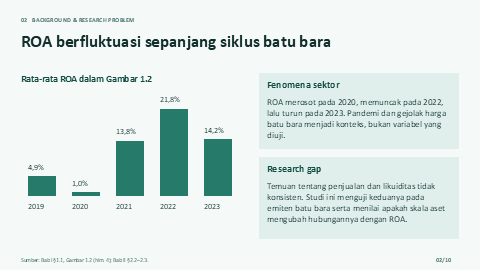 02 BACKGROUND & RESEARCH PROBLEM
ROA berfluktuasi sepanjang siklus batu bara
Rata-rata ROA dalam Gambar 1.2
4,9%
1,0%
13,8%
21,8%
14,2%
2019
2020
2021
2022
2023
Fenomena sektor
ROA merosot pada 2020, memuncak pada 2022,
lalu turun pada 2023. Pandemi dan gejolak harga
batu bara menjadi konteks, bukan variabel yang
diuji.
Research gap
Temuan tentang penjualan dan likuiditas tidak
konsisten. Studi ini menguji keduanya pada
emiten batu bara serta menilai apakah skala aset
mengubah hubungannya dengan ROA.
Sumber: Bab I §1.1, Gambar 1.2 (hlm. 4); Bab II §2.2–2.3.
02/10